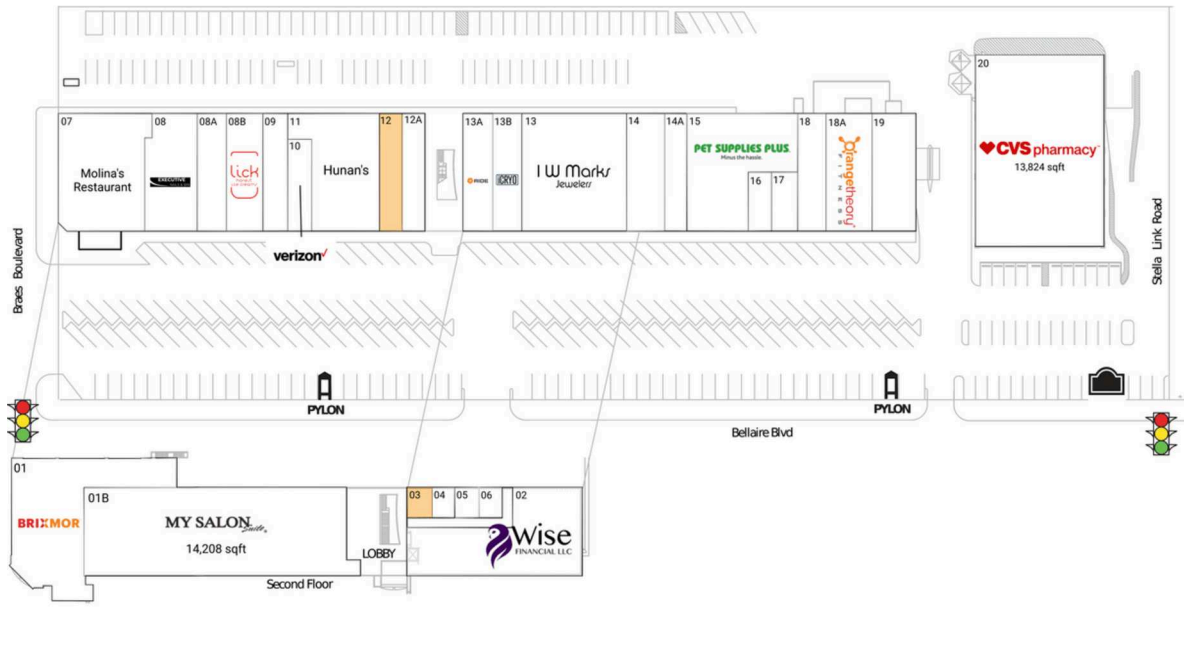 20
07
08
08A
08B
09
11
12
12A
13A
13B
13
14
14A
15
18
18A
19
10
Molina's
Restaurant
EXECUTIVE
Lick
Hunan's
RIDE
iCRYO
I W Marks
Jewelers
PET SUPPLIES PLUS
Minus the hassle.
16
17
Orangetheory
FITNESS
CVS pharmacy
13,824 sqft
verizon✓
Braes Boulevard
Stella Link Road
PYLON
PYLON
Bellaire Blvd
01
01B
BRIXMOR
MY SALON
Suite
14,208 sqft
LOBBY
03
04
05
06
02
Wise
FINANCIAL LLC
Second Floor